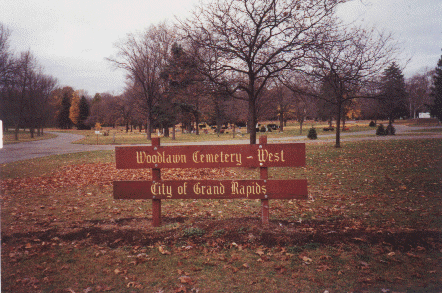 Woodlawn Cemetery - West
City of Grand Rapids